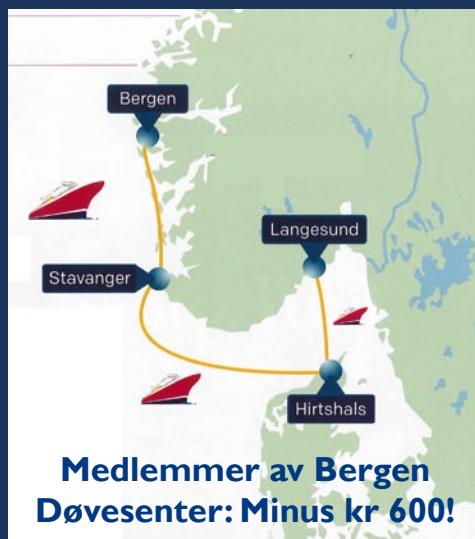 Bergen
Langesund
Stavanger
Hirtshals
Medlemmer av Bergen
Døvesenter: Minus kr 600!